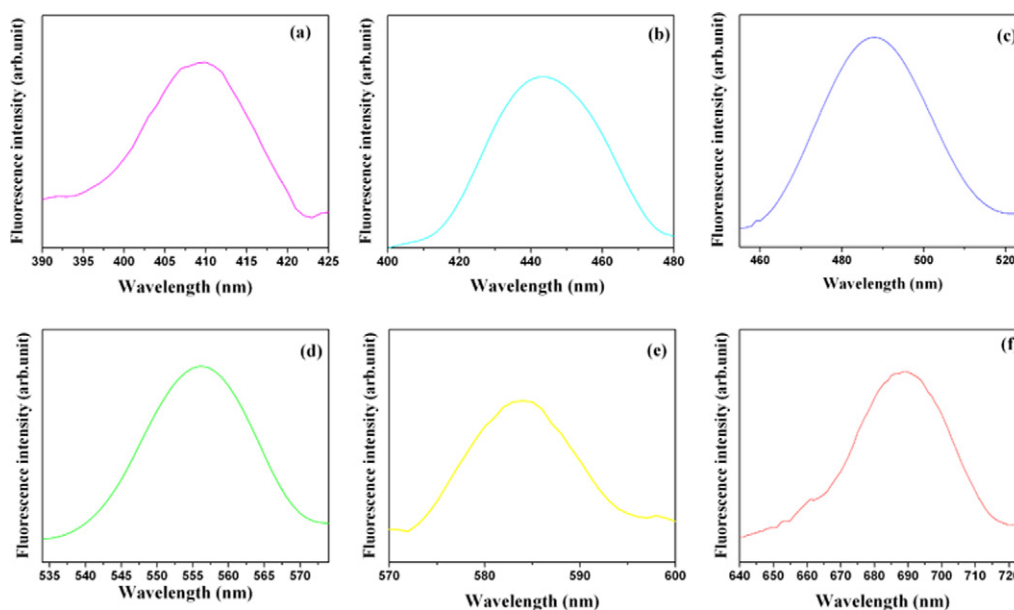 Fluorescence intensity (arb.unit)
(a)
390 395 400 405 410 415 420 425
Wavelength (nm)
Fluorescence intensity (arb.unit)
(b)
400 420 440 460 480
Wavelength (nm)
Fluorenscence intensity (arb.unit)
(c)
460 480 500 520
Wavelength (nm)
Fluorescence intensity (arb.unit)
(d)
535 540 545 550 555 560 565 570
Wavelength (nm)
Fluorescence intensity (arb.unit)
(e)
570 580 590 600
Wavelength (nm)
Fluorescence intensity (arb.unit)
(f)
640 650 660 670 680 690 700 710 720
Wavelength (nm)